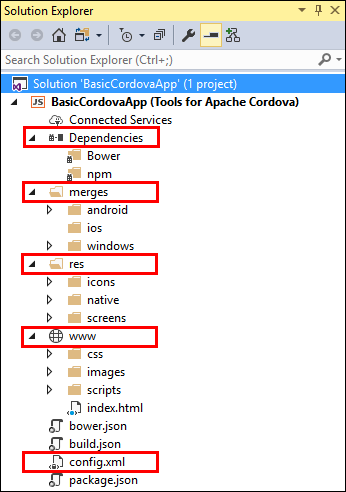 Solution Explorer
Search Solution Explorer (Ctrl+;)
Solution 'BasicCordovaApp' (1 project)
JS BasicCordovaApp (Tools for Apache Cordova)
Connected Services
Dependencies
Bower
npm
merges
android
ios
windows
res
icons
native
screens
www
css
images
scripts
index.html
bower.json
build.json
config.xml
package.json